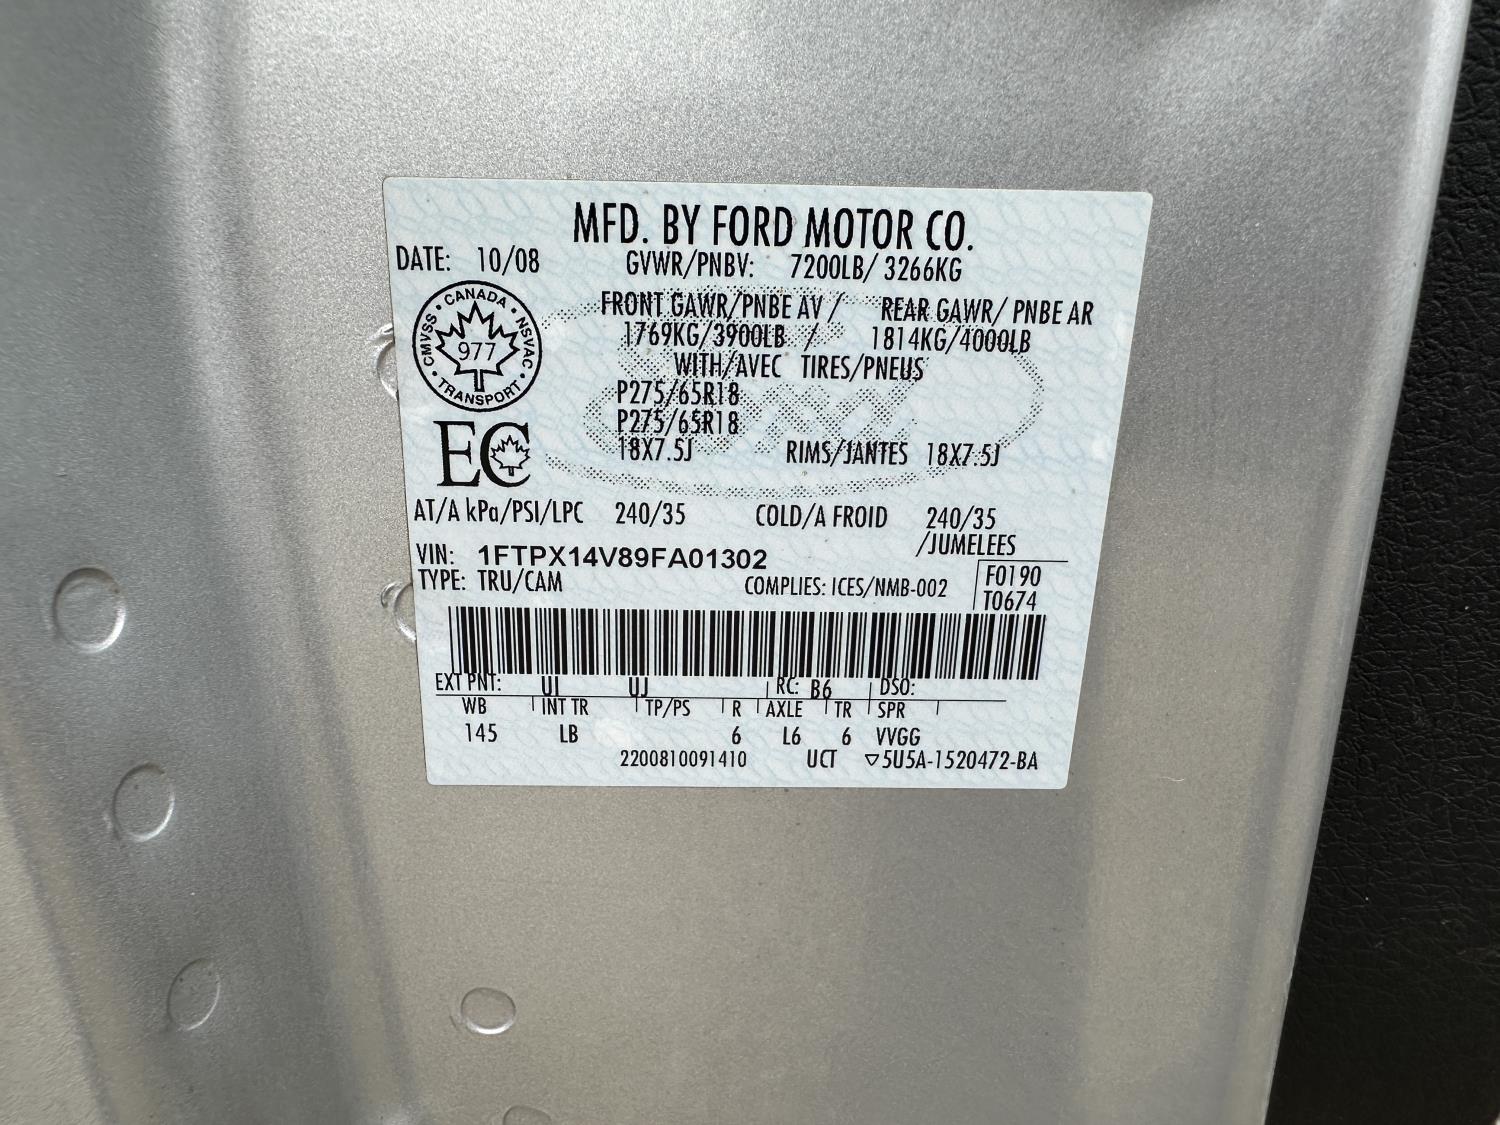 MFD. BY FORD MOTOR CO.
DATE: 10/08 GVWR/PNBV: 7200LB/ 3266KG
FRONT GAWR/PNBE AV / REAR GAWR/ PNBE AR
1769KG/3900LB / 1814KG/4000LB
WITH/AVEC TIRES/PNEUS
P275/65R18
P275/65R18
18X7.5J RIMS/JANTES 18X7.5J
CANADA • NSVAC • TRANSPORT • CMVSS •
977
EC
AT/A kPa/PSI/LPC 240/35 COLD/A FROID 240/35
/JUMELEES
VIN: 1FTPX14V89FA01302
TYPE: TRU/CAM COMPLIES: ICES/NMB-002
F0190
T0674
EXT PNT: UI UJ RC: B6 DSO:
WB INT TR TP/PS R AXLE TR SPR
145 LB 6 L6 6 VVGG
2200810091410 UCT ▽5U5A-1520472-BA